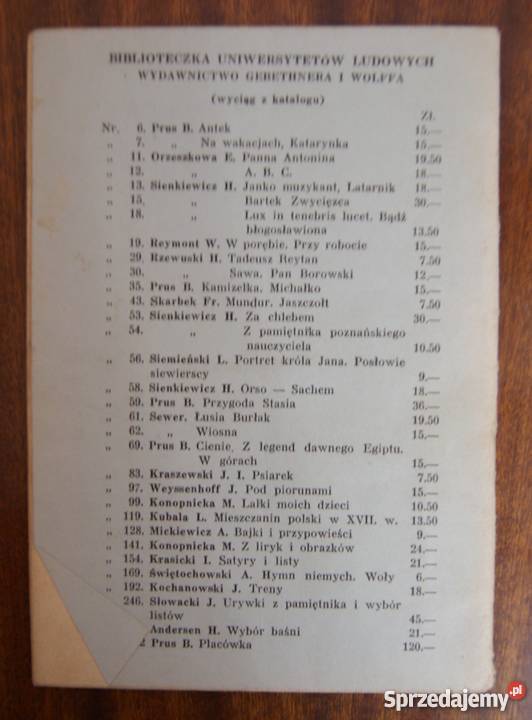 BIBLIOTECZKA UNIWERSYTETÓW LUDOWYCH
WYDAWNICTWO GEBETHNERA I WOLFFA
(wyciąg z katalogu)
Zł.
Nr. 6. Prus B. Antek 15.—
„ 7. „ Na wakacjach, Katarynka 15.—
„ 11. Orzeszkowa E. Panna Antonina 19.50
„ 12. „ A. B. C. 18.—
„ 13. Sienkiewicz H. Janko muzykant, Latarnik 18.—
„ 15. „ Bartek Zwycięzca 30.—
„ 18. „ Lux in tenebris lucet. Bądź
błogosławiona 13.50
„ 19. Reymont W. W porębie. Przy robocie 15.—
„ 29. Rzewuski H. Tadeusz Reytan 7.50
„ 30. „ Sawa. Pan Borowski 12.—
„ 35. Prus B. Kamizelka, Michałko 15.—
„ 43. Skarbek Fr. Mundur. Jaszczołt 7.50
„ 53. Sienkiewicz H. Za chlebem 30.—
„ 54. „ Z pamiętnika poznańskiego
nauczyciela 10.50
„ 56. Siemieński L. Portret króla Jana. Posłowie
siewierscy 9.—
„ 58. Sienkiewicz H. Orso — Sachem 18.—
„ 59. Prus B. Przygoda Stasia 36.—
„ 61. Sewer. Łusia Burłak 19.50
„ 62. „ Wiosna 15.—
„ 69. Prus B. Cienie, Z legend dawnego Egiptu.
W górach 15.—
„ 83. Kraszewski J. I. Psiarek 7.50
„ 97. Weyssenhoff J. Pod piorunami 15.—
„ 99. Konopnicka M. Lalki moich dzieci 10.50
„ 119. Kubala L. Mieszczanin polski w XVII. w. 13.50
„ 128. Mickiewicz A. Bajki i przypowieści 9.—
„ 141. Konopnicka M. Z liryk i obrazków 24.—
„ 154. Krasicki I. Satyry i listy 21.—
„ 169. Świętochowski A. Hymn niemych. Woły 6.—
„ 192. Kochanowski J. Treny 18.—
246. Słowacki J. Urywki z pamiętnika i wybór
listów 45.—
Andersen H. Wybór baśni 21.—
2 Prus B. Placówka 120.—
Sprzedajemy.pl